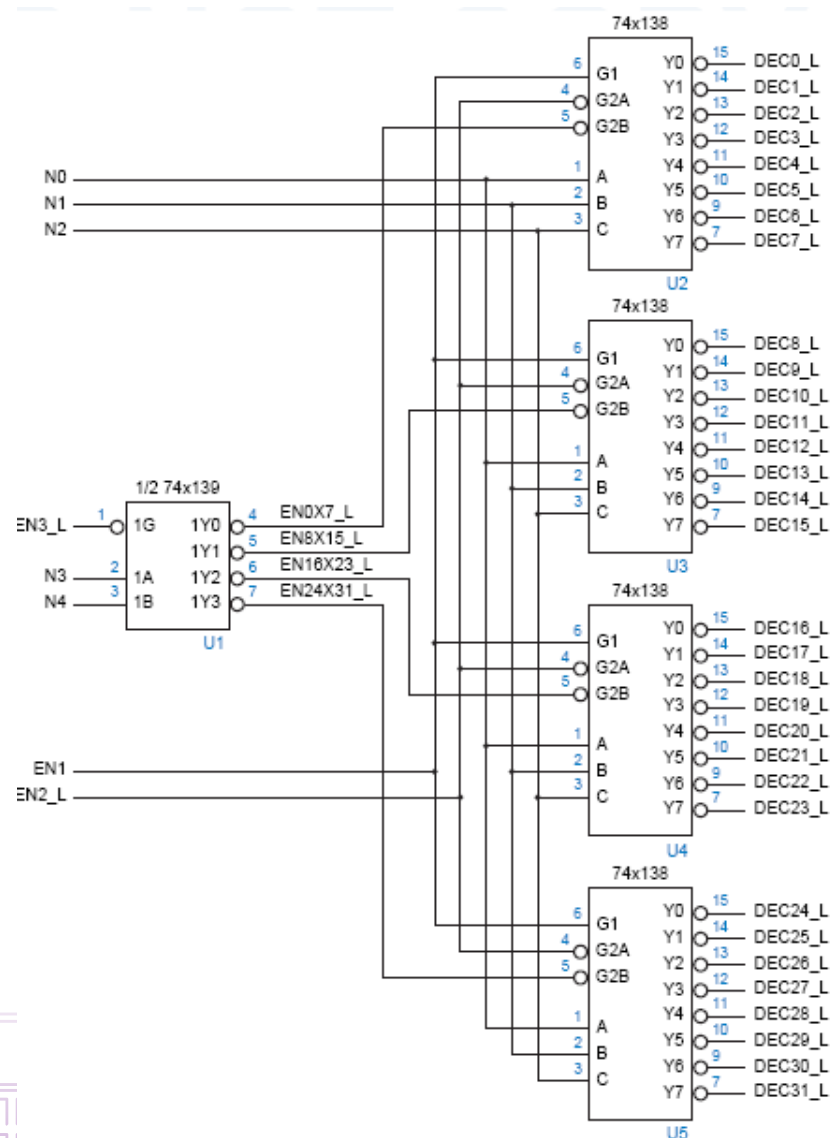 74x138
6 G1 Y0 15 DEC0_L
4 G2A Y1 14 DEC1_L
5 G2B Y2 13 DEC2_L
Y3 12 DEC3_L
N0 1 A Y4 11 DEC4_L
N1 2 B Y5 10 DEC5_L
N2 3 C Y6 9 DEC6_L
Y7 7 DEC7_L
U2
74x138
6 G1 Y0 15 DEC8_L
4 G2A Y1 14 DEC9_L
5 G2B Y2 13 DEC10_L
Y3 12 DEC11_L
1 A Y4 11 DEC12_L
2 B Y5 10 DEC13_L
3 C Y6 9 DEC14_L
Y7 7 DEC15_L
U3
1/2 74x139
EN3_L 1 1G 1Y0 4 EN0X7_L
1Y1 5 EN8X15_L
N3 2 1A 1Y2 6 EN16X23_L
N4 3 1B 1Y3 7 EN24X31_L
U1
74x138
6 G1 Y0 15 DEC16_L
4 G2A Y1 14 DEC17_L
5 G2B Y2 13 DEC18_L
Y3 12 DEC19_L
1 A Y4 11 DEC20_L
EN1 2 B Y5 10 DEC21_L
EN2_L 3 C Y6 9 DEC22_L
Y7 7 DEC23_L
U4
74x138
6 G1 Y0 15 DEC24_L
4 G2A Y1 14 DEC25_L
5 G2B Y2 13 DEC26_L
Y3 12 DEC27_L
1 A Y4 11 DEC28_L
2 B Y5 10 DEC29_L
3 C Y6 9 DEC30_L
Y7 7 DEC31_L
U5